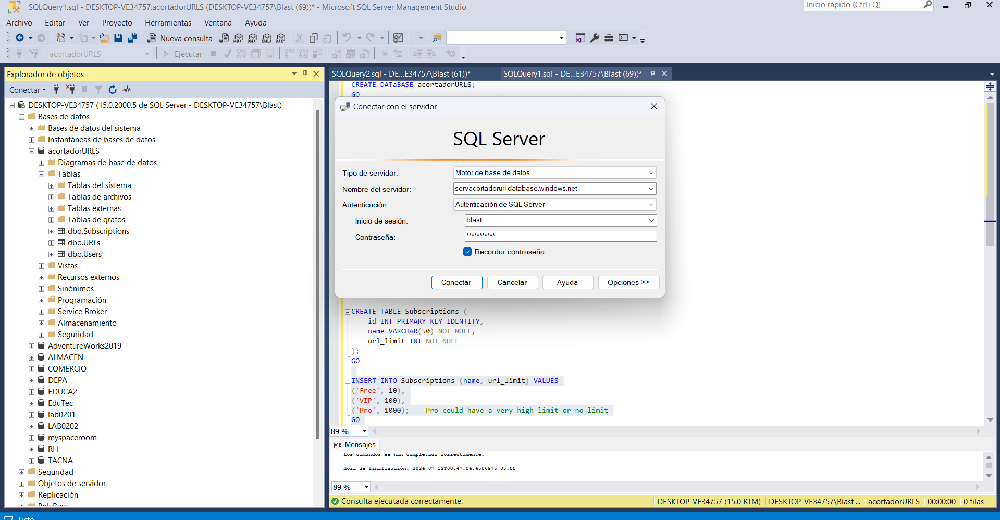 SQLQuery1.sql - DESKTOP-VE34757.acortadorURLS (DESKTOP-VE34757\Blast (69))* - Microsoft SQL Server Management Studio
Inicio rápido (Ctrl+Q)
Archivo Editar Ver Proyecto Herramientas Ventana Ayuda
Nueva consulta MDX DMX XMLA DAX
acortadorURLS Ejecutar
Explorador de objetos
SQLQuery2.sql - DE...E34757\Blast (61))* SQLQuery1.sql - DE...E34757\Blast (69))*
Conectar
DESKTOP-VE34757 (15.0.2000.5 de SQL Server - DESKTOP-VE34757\Blast)
Bases de datos
Bases de datos del sistema
Instantáneas de bases de datos
acortadorURLS
Diagramas de base de datos
Tablas
Tablas del sistema
Tablas de archivos
Tablas externas
Tablas de grafos
dbo.Subscriptions
dbo.URLs
dbo.Users
Vistas
Recursos externos
Sinónimos
Programación
Service Broker
Almacenamiento
Seguridad
AdventureWorks2019
ALMACEN
COMERCIO
DEPA
EDUCA2
EduTec
lab0201
LAB0202
myspaceroom
RH
TACNA
Seguridad
Objetos de servidor
Replicación
PolyBase
CREATE DATaBASE acortadorURLS;
GO
Conectar con el servidor
SQL Server
Tipo de servidor: Motor de base de datos
Nombre del servidor: servacortadorurl.database.windows.net
Autenticación: Autenticación de SQL Server
Inicio de sesión: blast
Contraseña: ***********
Recordar contraseña
Conectar Cancelar Ayuda Opciones >>
CREATE TABLE Subscriptions (
id INT PRIMARY KEY IDENTITY,
name VARCHAR(50) NOT NULL,
url_limit INT NOT NULL
);
GO
INSERT INTO Subscriptions (name, url_limit) VALUES
('Free', 10),
('VIP', 100),
('Pro', 1000); -- Pro could have a very high limit or no limit
GO
89 %
Mensajes
Los comandos se han completado correctamente.
Hora de finalización: 2024-07-13T00:47:04.4506975-05:00
89 %
Consulta ejecutada correctamente. DESKTOP-VE34757 (15.0 RTM) DESKTOP-VE34757\Blast ... acortadorURLS 00:00:00 0 filas
Listo